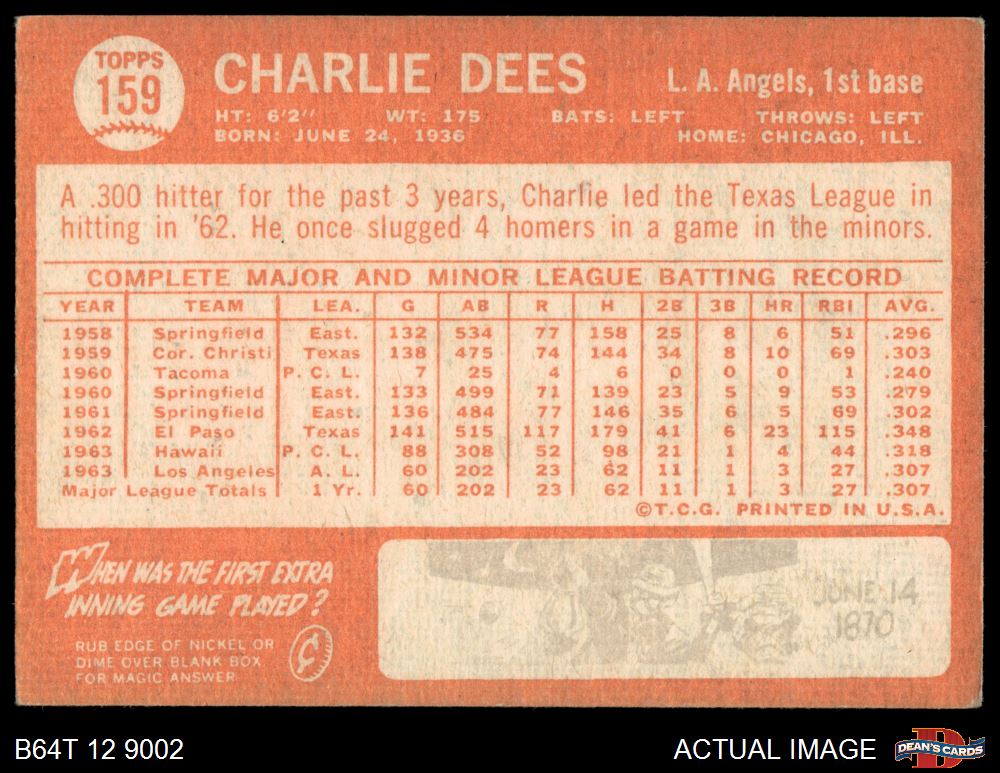 TOPPS
159
CHARLIE DEES
L. A. Angels, 1st base
HT: 6'2" WT: 175 BATS: LEFT THROWS: LEFT
BORN: JUNE 24, 1936 HOME: CHICAGO, ILL.
A .300 hitter for the past 3 years, Charlie led the Texas League in
hitting in '62. He once slugged 4 homers in a game in the minors.
COMPLETE MAJOR AND MINOR LEAGUE BATTING RECORD
YEAR TEAM LEA. G AB R H 2B 3B HR RBI AVG.
1958 Springfield East. 132 534 77 158 25 8 6 51 .296
1959 Cor. Christi Texas 138 475 74 144 34 8 10 69 .303
1960 Tacoma P. C. L. 7 25 4 6 0 0 0 1 .240
1960 Springfield East. 133 499 71 139 23 5 9 53 .279
1961 Springfield East. 136 484 77 146 35 6 5 69 .302
1962 El Paso Texas 141 515 117 179 41 6 23 115 .348
1963 Hawaii P. C. L. 88 308 52 98 21 1 4 44 .318
1963 Los Angeles A. L. 60 202 23 62 11 1 3 27 .307
Major League Totals 1 Yr. 60 202 23 62 11 1 3 27 .307
©T.C.G. PRINTED IN U.S.A.
WHEN WAS THE FIRST EXTRA
INNING GAME PLAYED?
RUB EDGE OF NICKEL OR
DIME OVER BLANK BOX
FOR MAGIC ANSWER
JUNE 14
1870
B64T 12 9002
ACTUAL IMAGE
DEAN'S CARDS